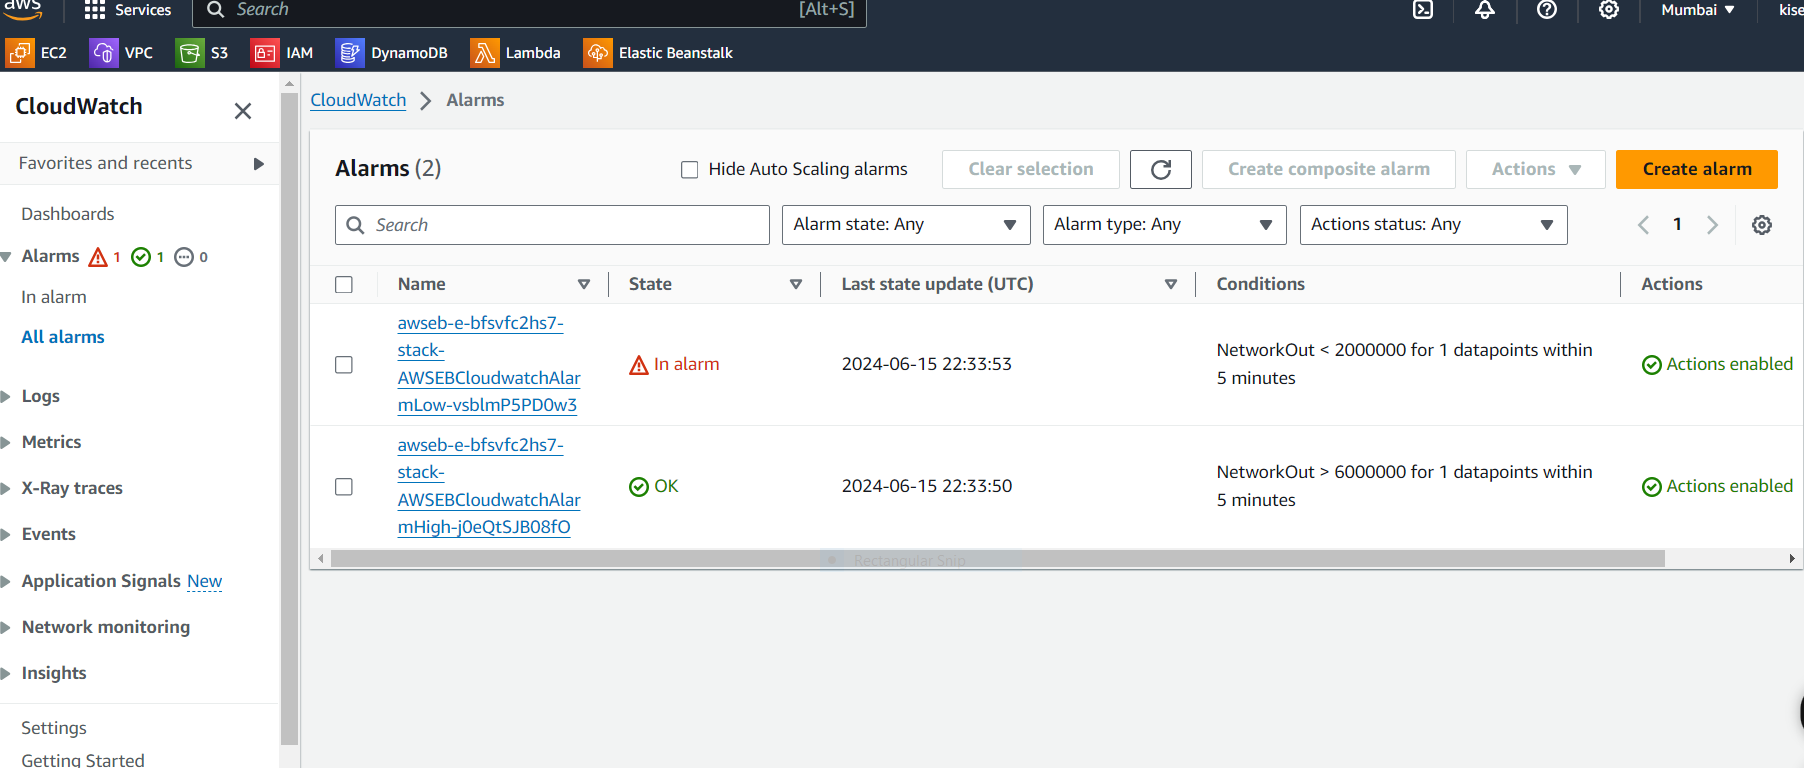 aws
Services
Search
[Alt+S]
Mumbai
kise
EC2
VPC
S3
IAM
DynamoDB
Lambda
Elastic Beanstalk
CloudWatch
Favorites and recents
Dashboards
Alarms 1 1 0
In alarm
All alarms
Logs
Metrics
X-Ray traces
Events
Application Signals New
Network monitoring
Insights
Settings
Getting Started
CloudWatch > Alarms
Alarms (2)
Hide Auto Scaling alarms
Clear selection
Create composite alarm
Actions
Create alarm
Search
Alarm state: Any
Alarm type: Any
Actions status: Any
1
Name
State
Last state update (UTC)
Conditions
Actions
awseb-e-bfsvfc2hs7-
stack-
AWSEBCloudwatchAlar
mLow-vsblmP5PD0w3
In alarm
2024-06-15 22:33:53
NetworkOut < 2000000 for 1 datapoints within
5 minutes
Actions enabled
awseb-e-bfsvfc2hs7-
stack-
AWSEBCloudwatchAlar
mHigh-j0eQtSJB08fO
OK
2024-06-15 22:33:50
NetworkOut > 6000000 for 1 datapoints within
5 minutes
Actions enabled
Rectangular Snip